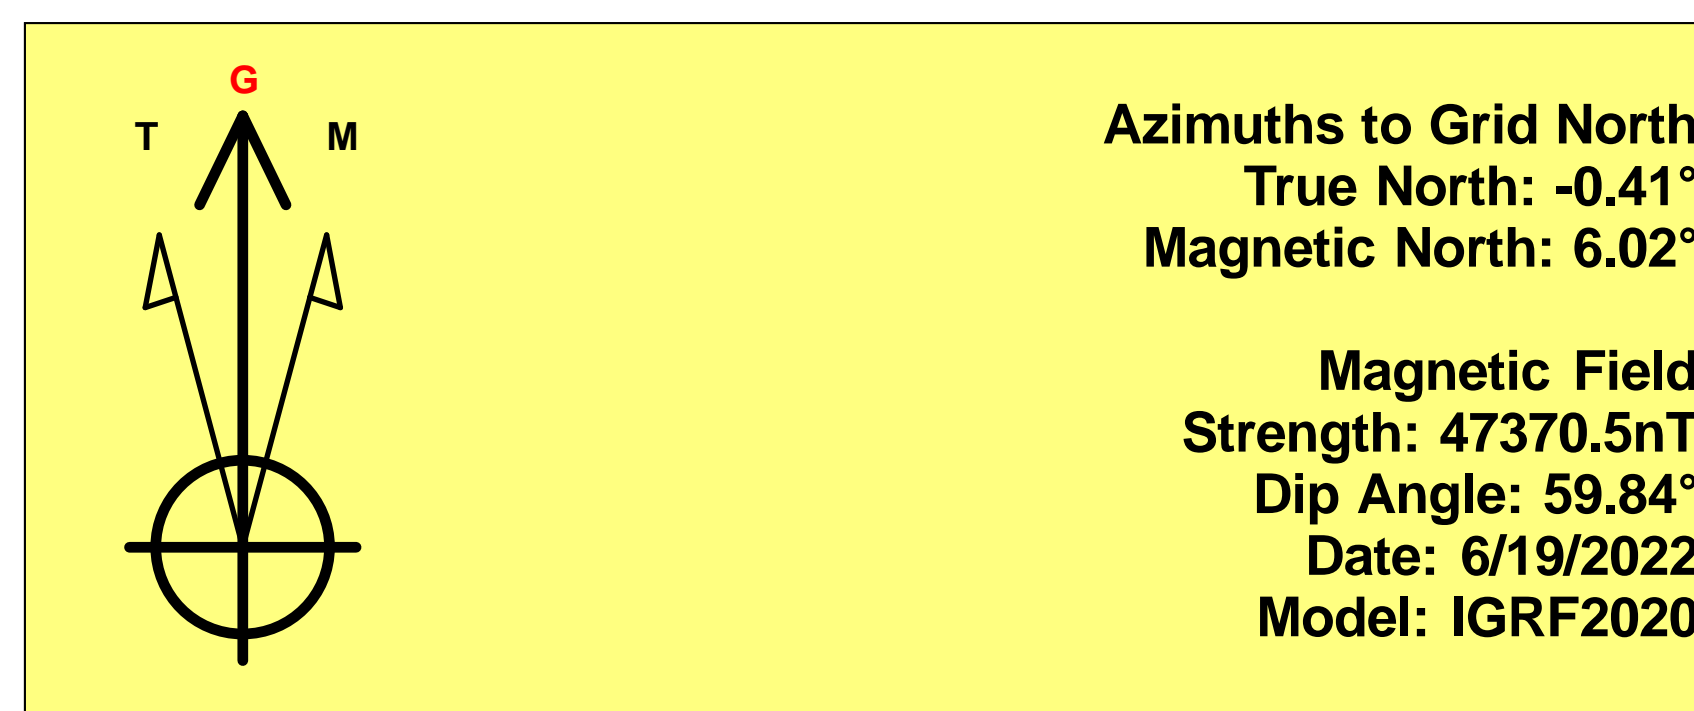 G
T M
Azimuths to Grid North
True North: -0.41°
Magnetic North: 6.02°
Magnetic Field
Strength: 47370.5nT
Dip Angle: 59.84°
Date: 6/19/2022
Model: IGRF2020